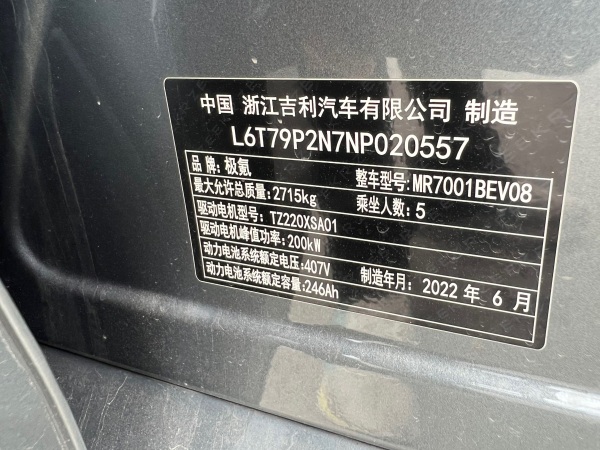 中国 浙江吉利汽车有限公司 制造
L6T79P2N7NP020557
品 牌:极氪
整车型号:MR7001BEV08
最大允许总质量:2715kg
乘坐人数:5
驱动电机型号:TZ220XSA01
驱动电机峰值功率:200kW
动力电池系统额定电压:407V
制造年月:2022 年 6 月
动力电池系统额定容量:246Ah